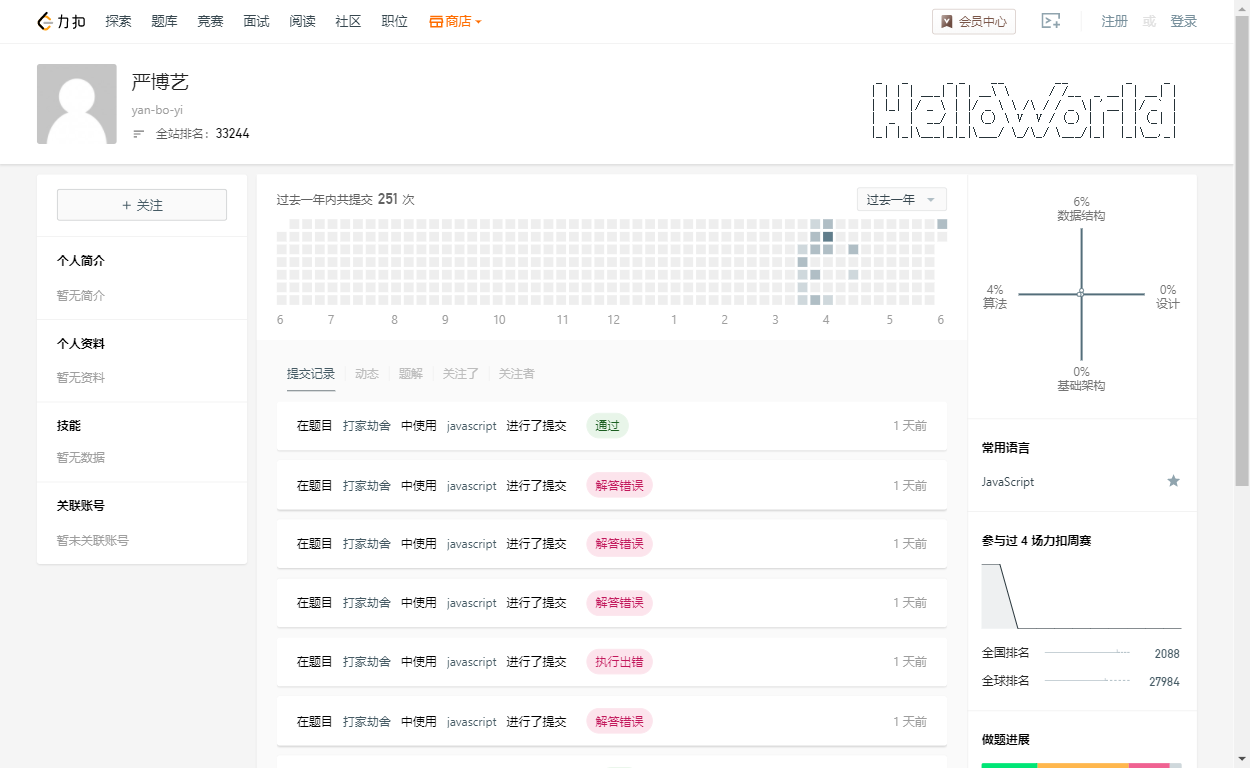 力扣 探索 题库 竞赛 面试 阅读 社区 职位 商店 会员中心 注册 或 登录
严博艺
yan-bo-yi
全站排名：33244
HelloWorld
+ 关注
个人简介
暂无简介
个人资料
暂无资料
技能
暂无数据
关联账号
暂未关联账号
过去一年内共提交 251 次 过去一年
6 7 8 9 10 11 12 1 2 3 4 5 6
提交记录 动态 题解 关注了 关注者
在题目 打家劫舍 中使用 javascript 进行了提交 通过 1 天前
在题目 打家劫舍 中使用 javascript 进行了提交 解答错误 1 天前
在题目 打家劫舍 中使用 javascript 进行了提交 解答错误 1 天前
在题目 打家劫舍 中使用 javascript 进行了提交 解答错误 1 天前
在题目 打家劫舍 中使用 javascript 进行了提交 执行出错 1 天前
在题目 打家劫舍 中使用 javascript 进行了提交 解答错误 1 天前
6%
数据结构
4%
算法
0%
设计
0%
基础架构
常用语言
JavaScript
参与过 4 场力扣周赛
全国排名 2088
全球排名 27984
做题进展